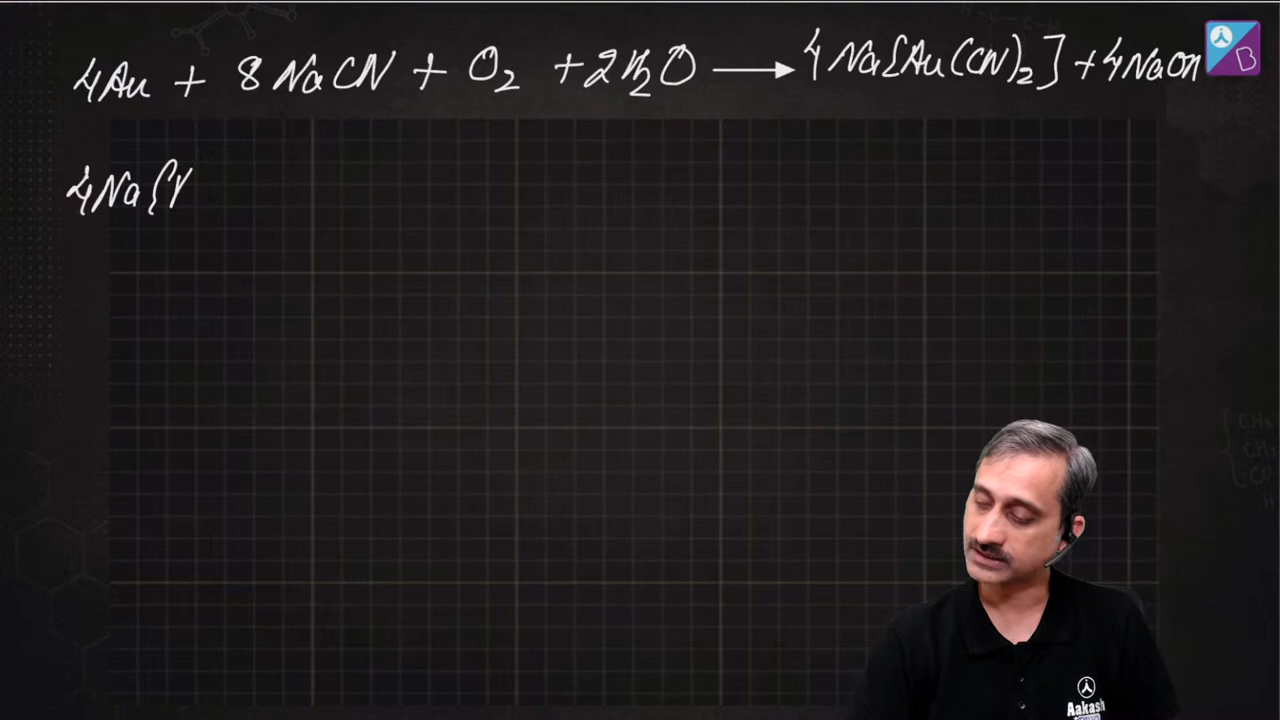 4Au + 8NaCN + O2 + 2H2O → 4Na[Au(CN)2] + 4NaOH
B
4Na[
Aakash